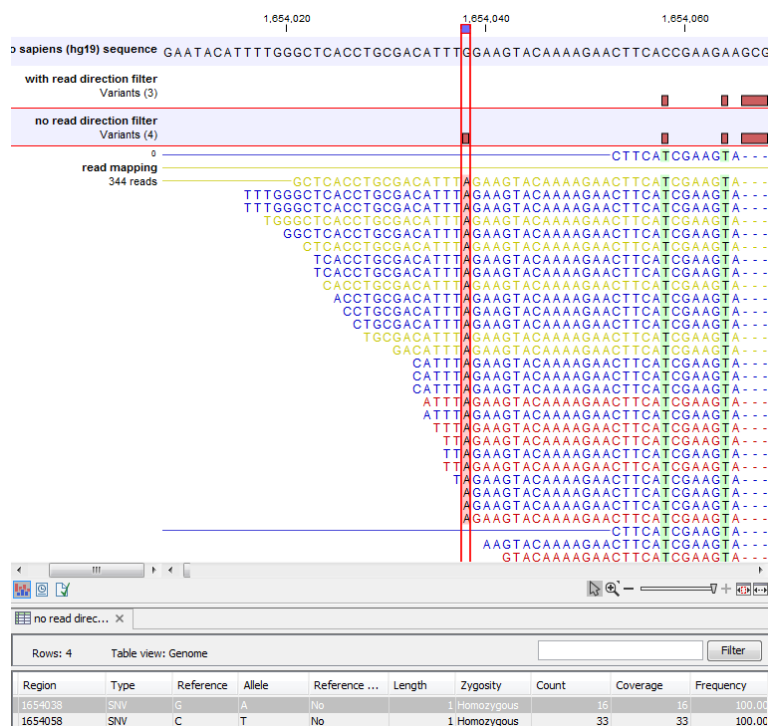 1,654,020 1,654,040 1,654,060
o sapiens (hg19) sequence GAATACATTTTGGGCTCACCTGCGACATTTGGAAGTACAAAAGAACTTCACCGAAGAAGCG
with read direction filter
Variants (3)
no read direction filter
Variants (4)
0 CTTCATCGAAGTA---
read mapping
344 reads GCTCACCTGCGACATTTAGAAGTACAAAAGAACTTCATCGAAGTA---
TTTGGGCTCACCTGCGACATTTAGAAGTACAAAAGAACTTCATCGAAGTA---
TTTGGGCTCACCTGCGACATTTAGAAGTACAAAAGAACTTCATCGAAGTA---
TGGGCTCACCTGCGACATTTAGAAGTACAAAAGAACTTCATCGAAGTA---
GGCTCACCTGCGACATTTAGAAGTACAAAAGAACTTCATCGAAGTA---
CTCACCTGCGACATTTAGAAGTACAAAAGAACTTCATCGAAGTA---
TCACCTGCGACATTTAGAAGTACAAAAGAACTTCATCGAAGTA---
TCACCTGCGACATTTAGAAGTACAAAAGAACTTCATCGAAGTA---
CACCTGCGACATTTAGAAGTACAAAAGAACTTCATCGAAGTA---
ACCTGCGACATTTAGAAGTACAAAAGAACTTCATCGAAGTA---
CCTGCGACATTTAGAAGTACAAAAGAACTTCATCGAAGTA---
CTGCGACATTTAGAAGTACAAAAGAACTTCATCGAAGTA---
TGCGACATTTAGAAGTACAAAAGAACTTCATCGAAGTA---
GACATTTAGAAGTACAAAAGAACTTCATCGAAGTA---
CATTTAGAAGTACAAAAGAACTTCATCGAAGTA---
CATTTAGAAGTACAAAAGAACTTCATCGAAGTA---
CATTTAGAAGTACAAAAGAACTTCATCGAAGTA---
ATTTAGAAGTACAAAAGAACTTCATCGAAGTA---
ATTTAGAAGTACAAAAGAACTTCATCGAAGTA---
TTTAGAAGTACAAAAGAACTTCATCGAAGTA---
TTAGAAGTACAAAAGAACTTCATCGAAGTA---
TTAGAAGTACAAAAGAACTTCATCGAAGTA---
TTAGAAGTACAAAAGAACTTCATCGAAGTA---
TAGAAGTACAAAAGAACTTCATCGAAGTA---
AGAAGTACAAAAGAACTTCATCGAAGTA---
AGAAGTACAAAAGAACTTCATCGAAGTA---
AGAAGTACAAAAGAACTTCATCGAAGTA---
CTTCATCGAAGTA---
AAGTACAAAAGAACTTCATCGAAGTA---
GTACAAAAGAACTTCATCGAAGTA---
no read direc...
Rows: 4 Table view: Genome Filter
Region Type Reference Allele Reference ... Length Zygosity Count Coverage Frequency
1654038 SNV G A No 1 Homozygous 16 16 100.00
1654058 SNV C T No 1 Homozygous 33 33 100.00